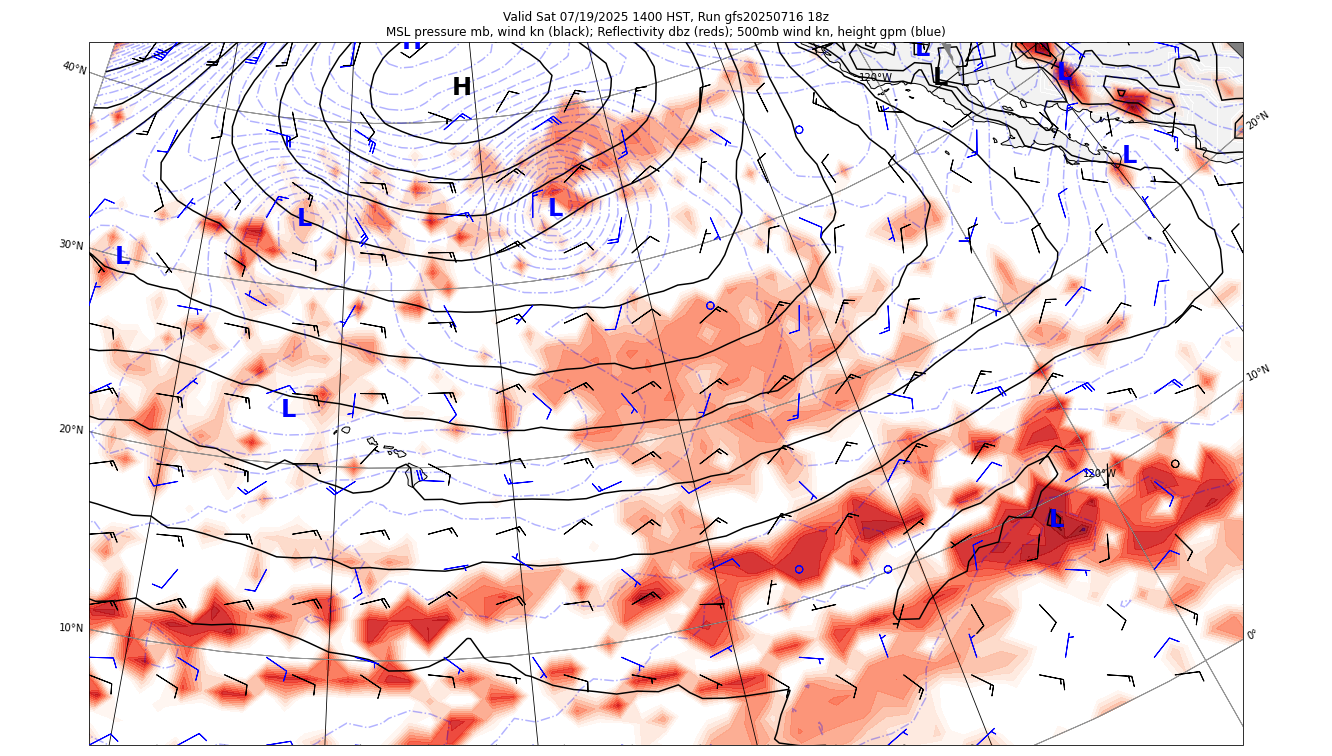 Valid Sat 07/19/2025 1400 HST, Run gfs20250716 18z
MSL pressure mb, wind kn (black); Reflectivity dbz (reds); 500mb wind kn, height gpm (blue)
H
L
L
40°N
120°W
L
H
20°N
L
L
L
30°N
L
10°N
L
20°N
120°W
L
10°N
0°